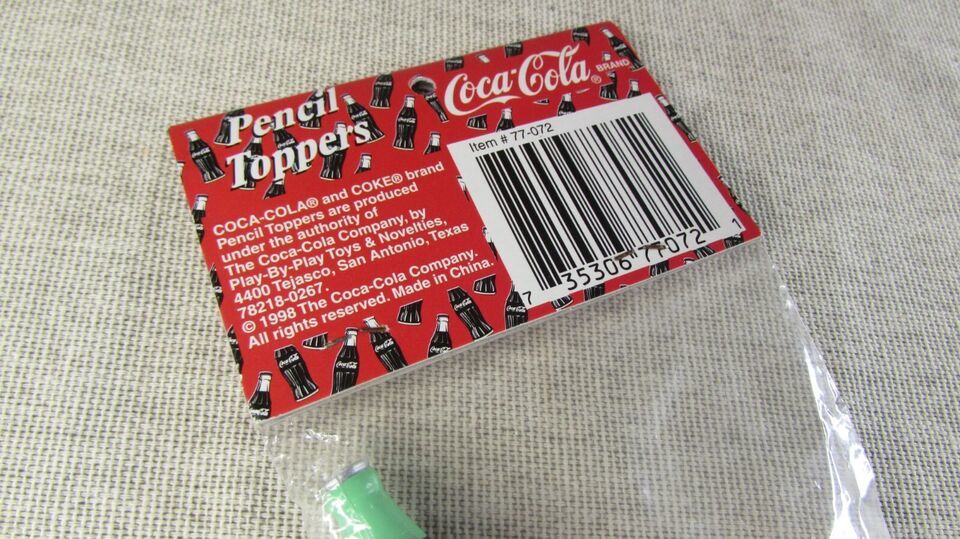 Pencil
Toppers
Coca-Cola® BRAND
COCA-COLA® and COKE® brand
Pencil Toppers are produced
under the authority of
The Coca-Cola Company, by
Play-By-Play Toys & Novelties,
4400 Tejasco, San Antonio, Texas
78218-0267.
© 1998 The Coca-Cola Company.
All rights reserved. Made in China.
Item # 77-072
7 35306 77072 1